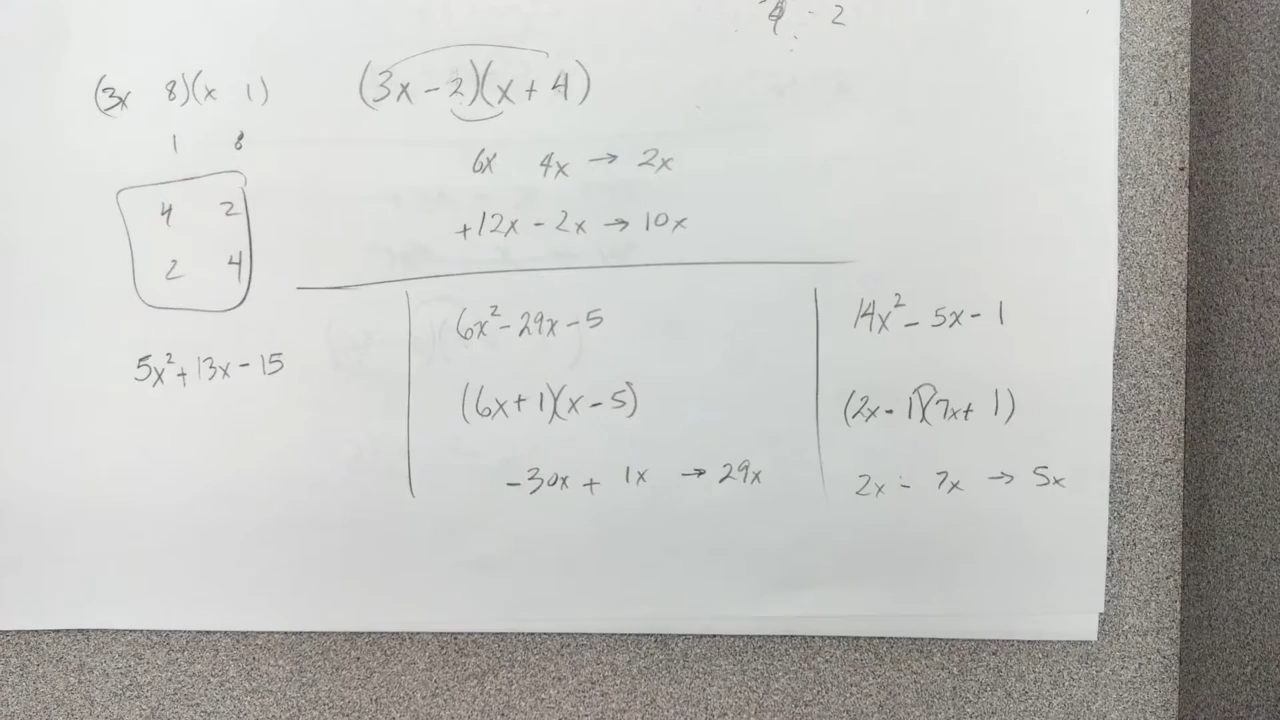 4 2
(3x 8)(x 1)
1 8
4 2
2 4
5x²+13x-15
(3x-2)(x+4)
6x 4x → 2x
+12x - 2x → 10x
6x²-29x-5
(6x+1)(x-5)
-30x + 1x → 29x
14x²-5x-1
(2x-1)(7x+1)
2x - 7x → 5x